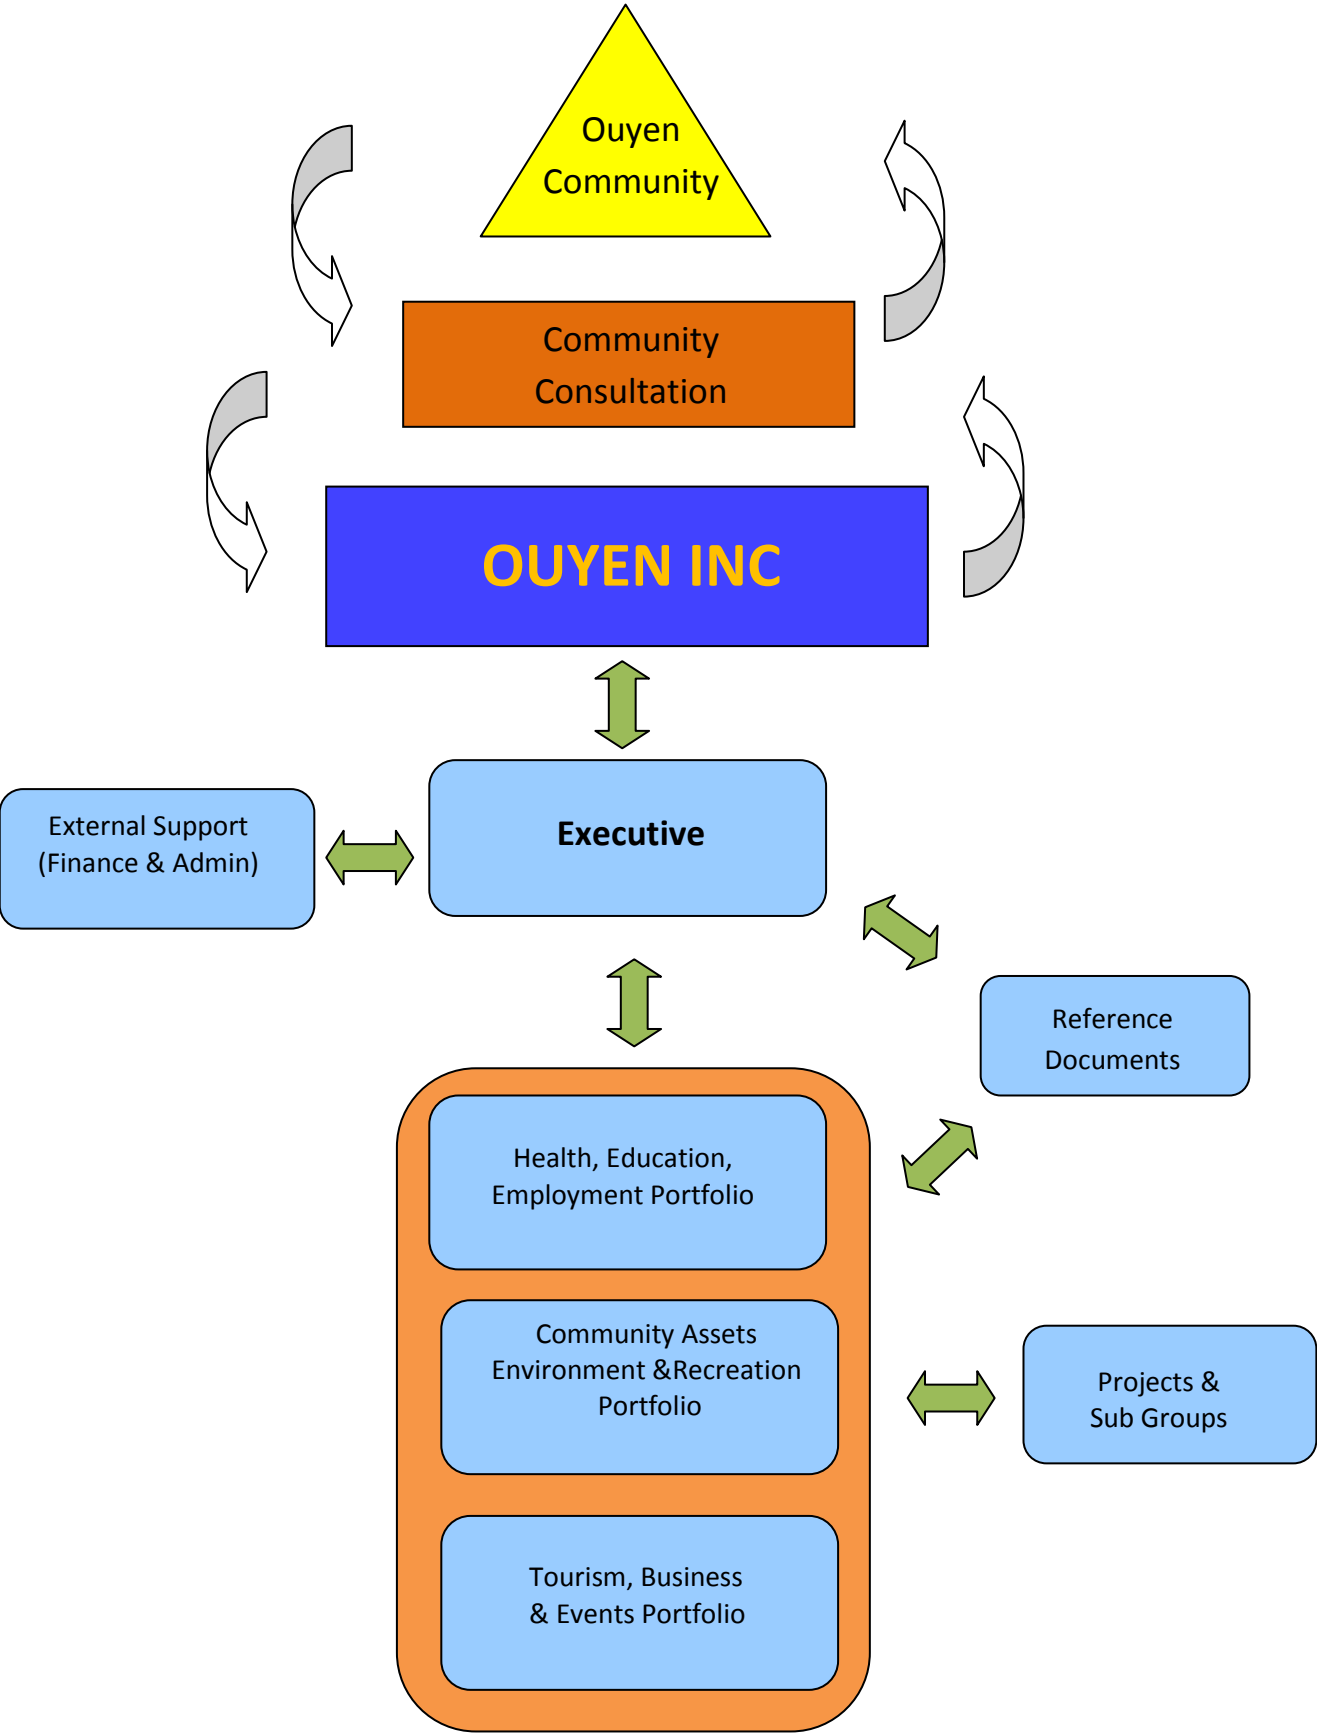 Ouyen
Community
Community
Consultation
OUYEN INC
Executive
External Support
(Finance & Admin)
Reference
Documents
Health, Education,
Employment Portfolio
Community Assets
Environment &Recreation
Portfolio
Projects &
Sub Groups
Tourism, Business
& Events Portfolio